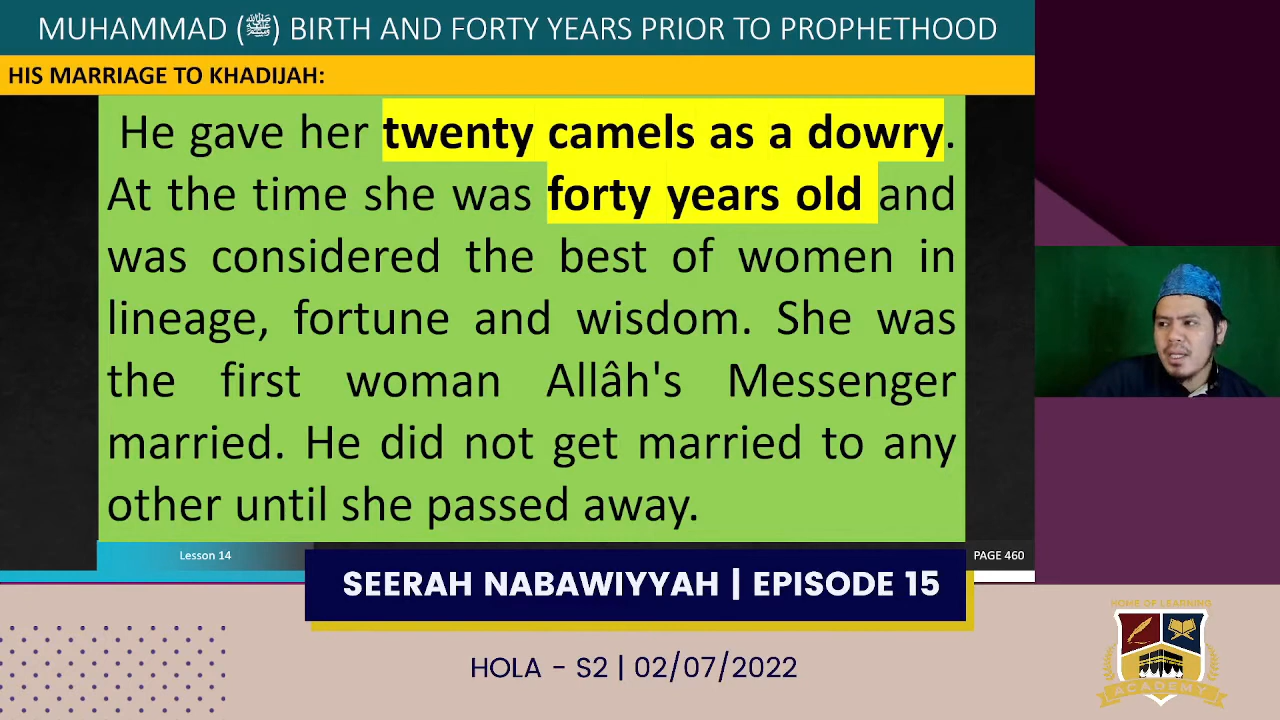 MUHAMMAD (ﷺ) BIRTH AND FORTY YEARS PRIOR TO PROPHETHOOD
HIS MARRIAGE TO KHADIJAH:
He gave her twenty camels as a dowry.
At the time she was forty years old and
was considered the best of women in
lineage, fortune and wisdom. She was
the first woman Allâh's Messenger
married. He did not get married to any
other until she passed away.
Lesson 14
PAGE 460
SEERAH NABAWIYYAH | EPISODE 15
HOLA - S2 | 02/07/2022
HOME OF LEARNING
ACADEMY